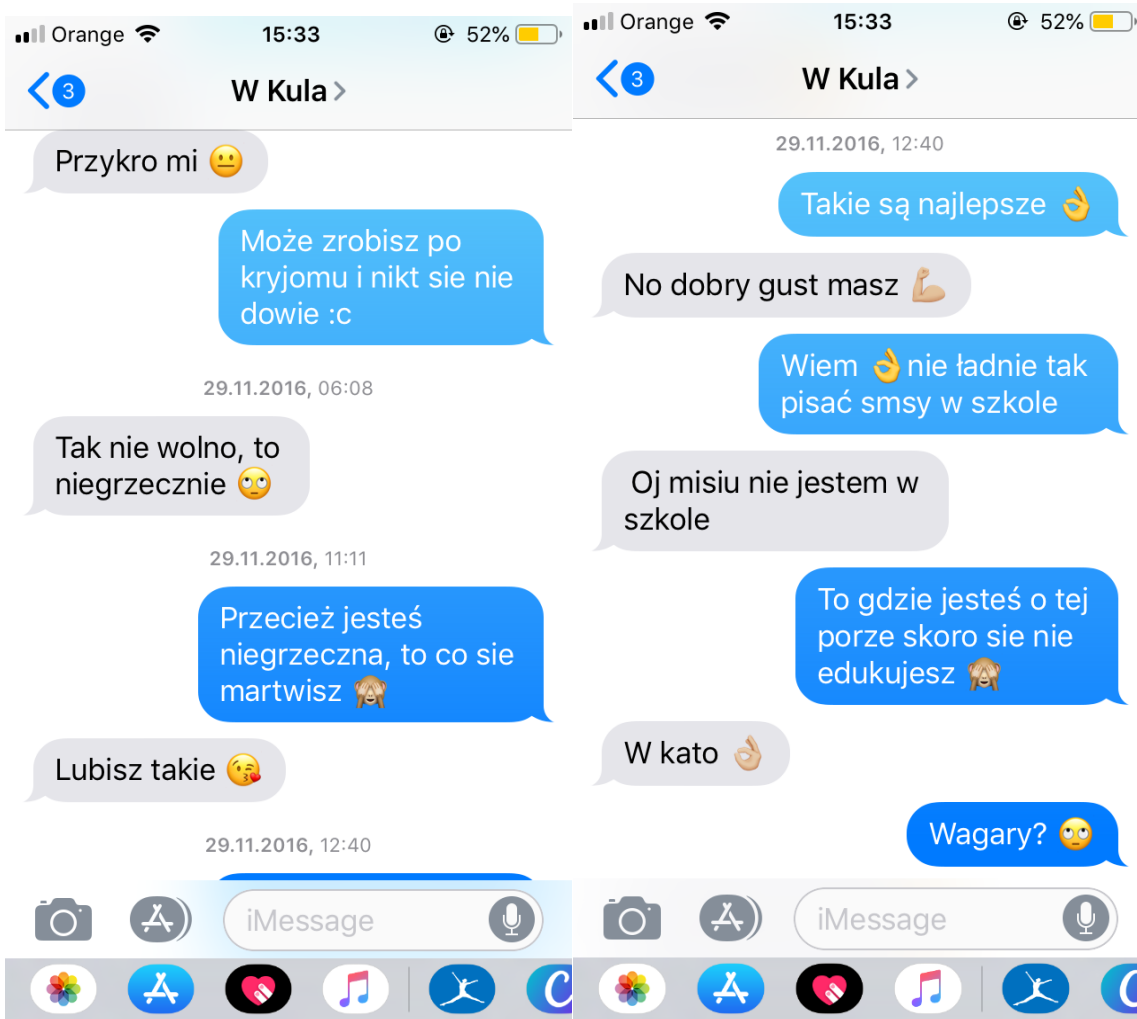 Orange 15:33 52%
3 W Kula
Przykro mi 😐
Może zrobisz po
kryjomu i nikt sie nie
dowie :c
29.11.2016, 06:08
Tak nie wolno, to
niegrzecznie 🙄
29.11.2016, 11:11
Przecież jesteś
niegrzeczna, to co sie
martwisz 🙈
Lubisz takie 😘
29.11.2016, 12:40
iMessage
Orange 15:33 52%
3 W Kula
29.11.2016, 12:40
Takie są najlepsze 👌
No dobry gust masz 💪🏼
Wiem 👌 nie ładnie tak
pisać smsy w szkole
Oj misiu nie jestem w
szkole
To gdzie jesteś o tej
porze skoro sie nie
edukujesz 🙈
W kato 👌🏼
Wagary? 🙄
iMessage